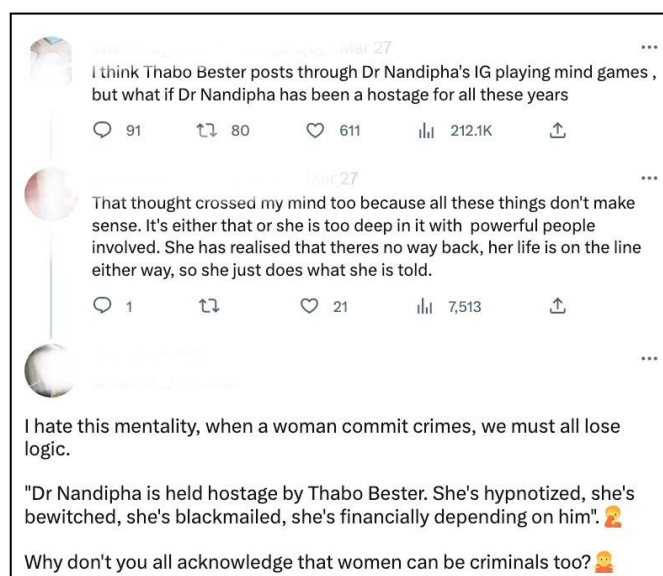 Mar 27
I think Thabo Bester posts through Dr Nandipha's IG playing mind games ,
but what if Dr Nandipha has been a hostage for all these years
91 80 611 212.1K
Mar 27
That thought crossed my mind too because all these things don't make
sense. It's either that or she is too deep in it with powerful people
involved. She has realised that theres no way back, her life is on the line
either way, so she just does what she is told.
1 21 7,513
I hate this mentality, when a woman commit crimes, we must all lose
logic.
"Dr Nandipha is held hostage by Thabo Bester. She's hypnotized, she's
bewitched, she's blackmailed, she's financially depending on him". 🤦
Why don't you all acknowledge that women can be criminals too? 🤷